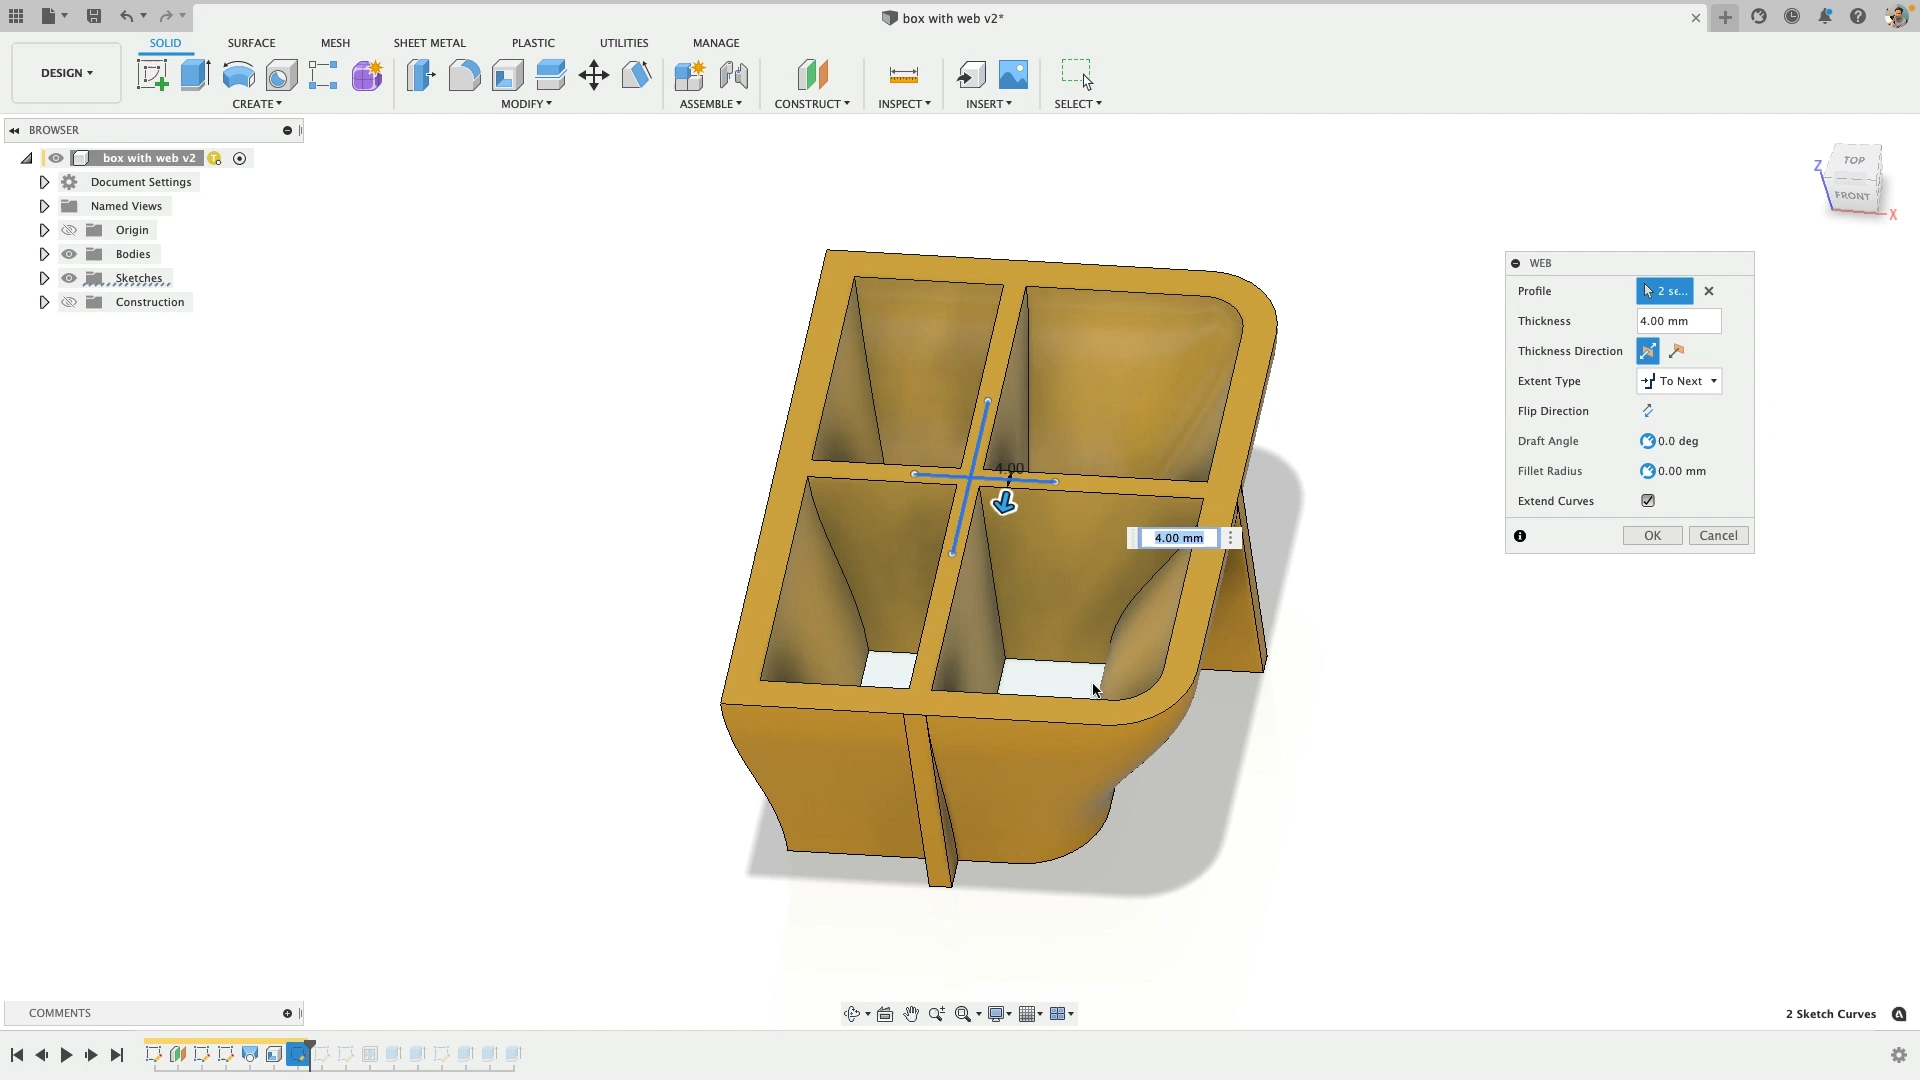 box with web v2*
DESIGN
SOLID SURFACE MESH SHEET METAL PLASTIC UTILITIES MANAGE
CREATE MODIFY ASSEMBLE CONSTRUCT INSPECT INSERT SELECT
BROWSER
box with web v2
Document Settings
Named Views
Origin
Bodies
Sketches
Construction
TOP
FRONT
Z
X
WEB
Profile 2 se...
Thickness 4.00 mm
Thickness Direction
Extent Type To Next
Flip Direction
Draft Angle 0.0 deg
Fillet Radius 0.00 mm
Extend Curves
OK Cancel
4.00
4.00 mm
COMMENTS
2 Sketch Curves